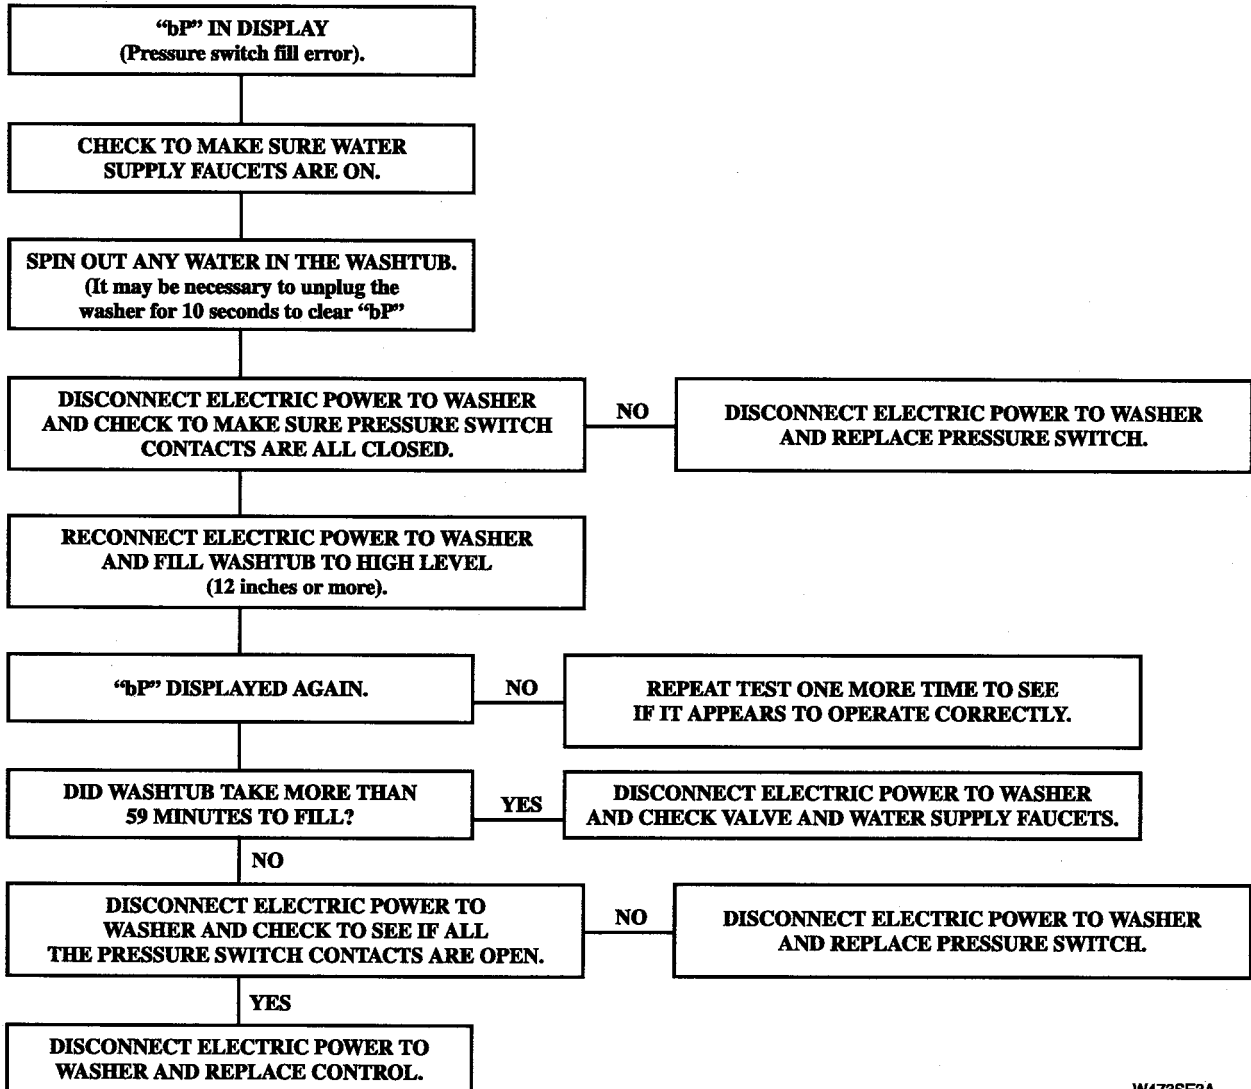 “bP” IN DISPLAY
(Pressure switch fill error).
CHECK TO MAKE SURE WATER
SUPPLY FAUCETS ARE ON.
SPIN OUT ANY WATER IN THE WASHTUB.
(It may be necessary to unplug the
washer for 10 seconds to clear “bP”
DISCONNECT ELECTRIC POWER TO WASHER
AND CHECK TO MAKE SURE PRESSURE SWITCH
CONTACTS ARE ALL CLOSED.
NO
DISCONNECT ELECTRIC POWER TO WASHER
AND REPLACE PRESSURE SWITCH.
RECONNECT ELECTRIC POWER TO WASHER
AND FILL WASHTUB TO HIGH LEVEL
(12 inches or more).
“bP” DISPLAYED AGAIN.
NO
REPEAT TEST ONE MORE TIME TO SEE
IF IT APPEARS TO OPERATE CORRECTLY.
DID WASHTUB TAKE MORE THAN
59 MINUTES TO FILL?
YES
DISCONNECT ELECTRIC POWER TO WASHER
AND CHECK VALVE AND WATER SUPPLY FAUCETS.
NO
DISCONNECT ELECTRIC POWER TO
WASHER AND CHECK TO SEE IF ALL
THE PRESSURE SWITCH CONTACTS ARE OPEN.
NO
DISCONNECT ELECTRIC POWER TO WASHER
AND REPLACE PRESSURE SWITCH.
YES
DISCONNECT ELECTRIC POWER TO
WASHER AND REPLACE CONTROL.
W473SE3A